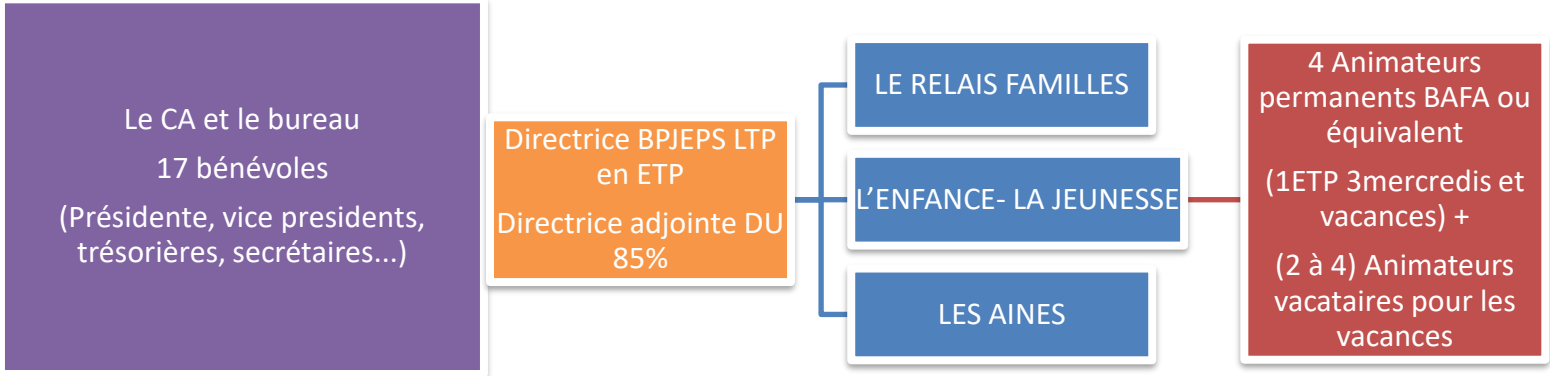 Le CA et le bureau
17 bénévoles
(Présidente, vice presidents,
trésorières, secrétaires...)
Directrice BPJEPS LTP
en ETP
Directrice adjointe DU
85%
LE RELAIS FAMILLES
L'ENFANCE- LA JEUNESSE
LES AINES
4 Animateurs
permanents BAFA ou
équivalent
(1ETP 3mercredis et
vacances) +
(2 à 4) Animateurs
vacataires pour les
vacances